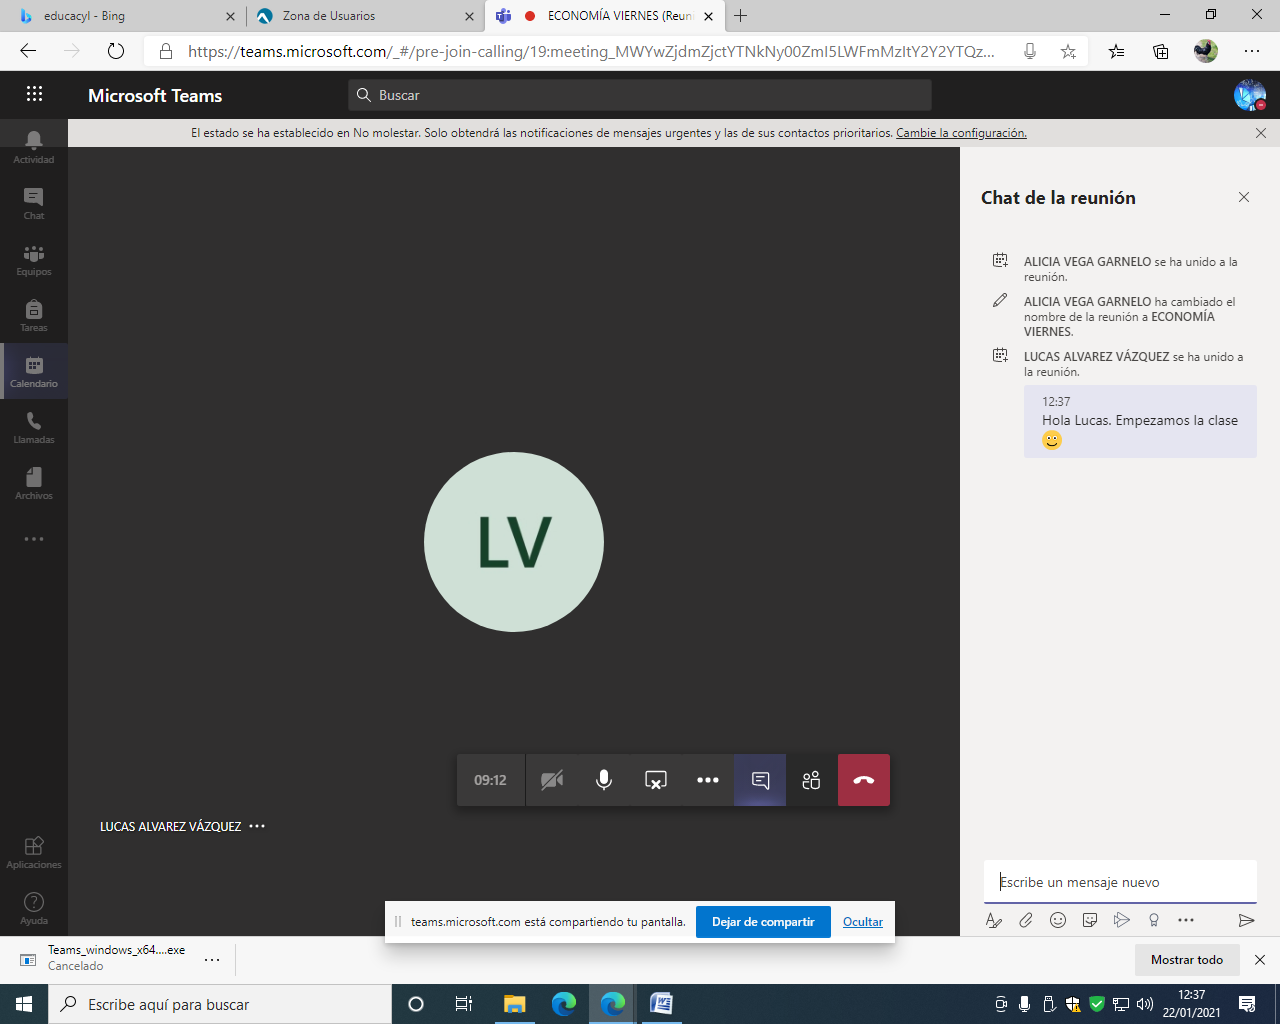 educacyl - Bing
Zona de Usuarios
ECONOMÍA VIERNES (Reuni
https://teams.microsoft.com/_#/pre-join-calling/19:meeting_MWYwZjdmZjctYTNkNy00ZmI5LWFmMzItY2Y2YTQz...
Microsoft Teams
Buscar
El estado se ha establecido en No molestar. Solo obtendrá las notificaciones de mensajes urgentes y las de sus contactos prioritarios. Cambie la configuración.
Actividad
Chat
Equipos
Tareas
Calendario
Llamadas
Archivos
Aplicaciones
Ayuda
LV
09:12
LUCAS ALVAREZ VÁZQUEZ
Chat de la reunión
ALICIA VEGA GARNELO se ha unido a la
reunión.
ALICIA VEGA GARNELO ha cambiado el
nombre de la reunión a ECONOMÍA
VIERNES.
LUCAS ALVAREZ VÁZQUEZ se ha unido a
la reunión.
12:37
Hola Lucas. Empezamos la clase
Escribe un mensaje nuevo
teams.microsoft.com está compartiendo tu pantalla.
Dejar de compartir
Ocultar
Teams_windows_x64....exe
Cancelado
Mostrar todo
Escribe aquí para buscar
12:37
22/01/2021